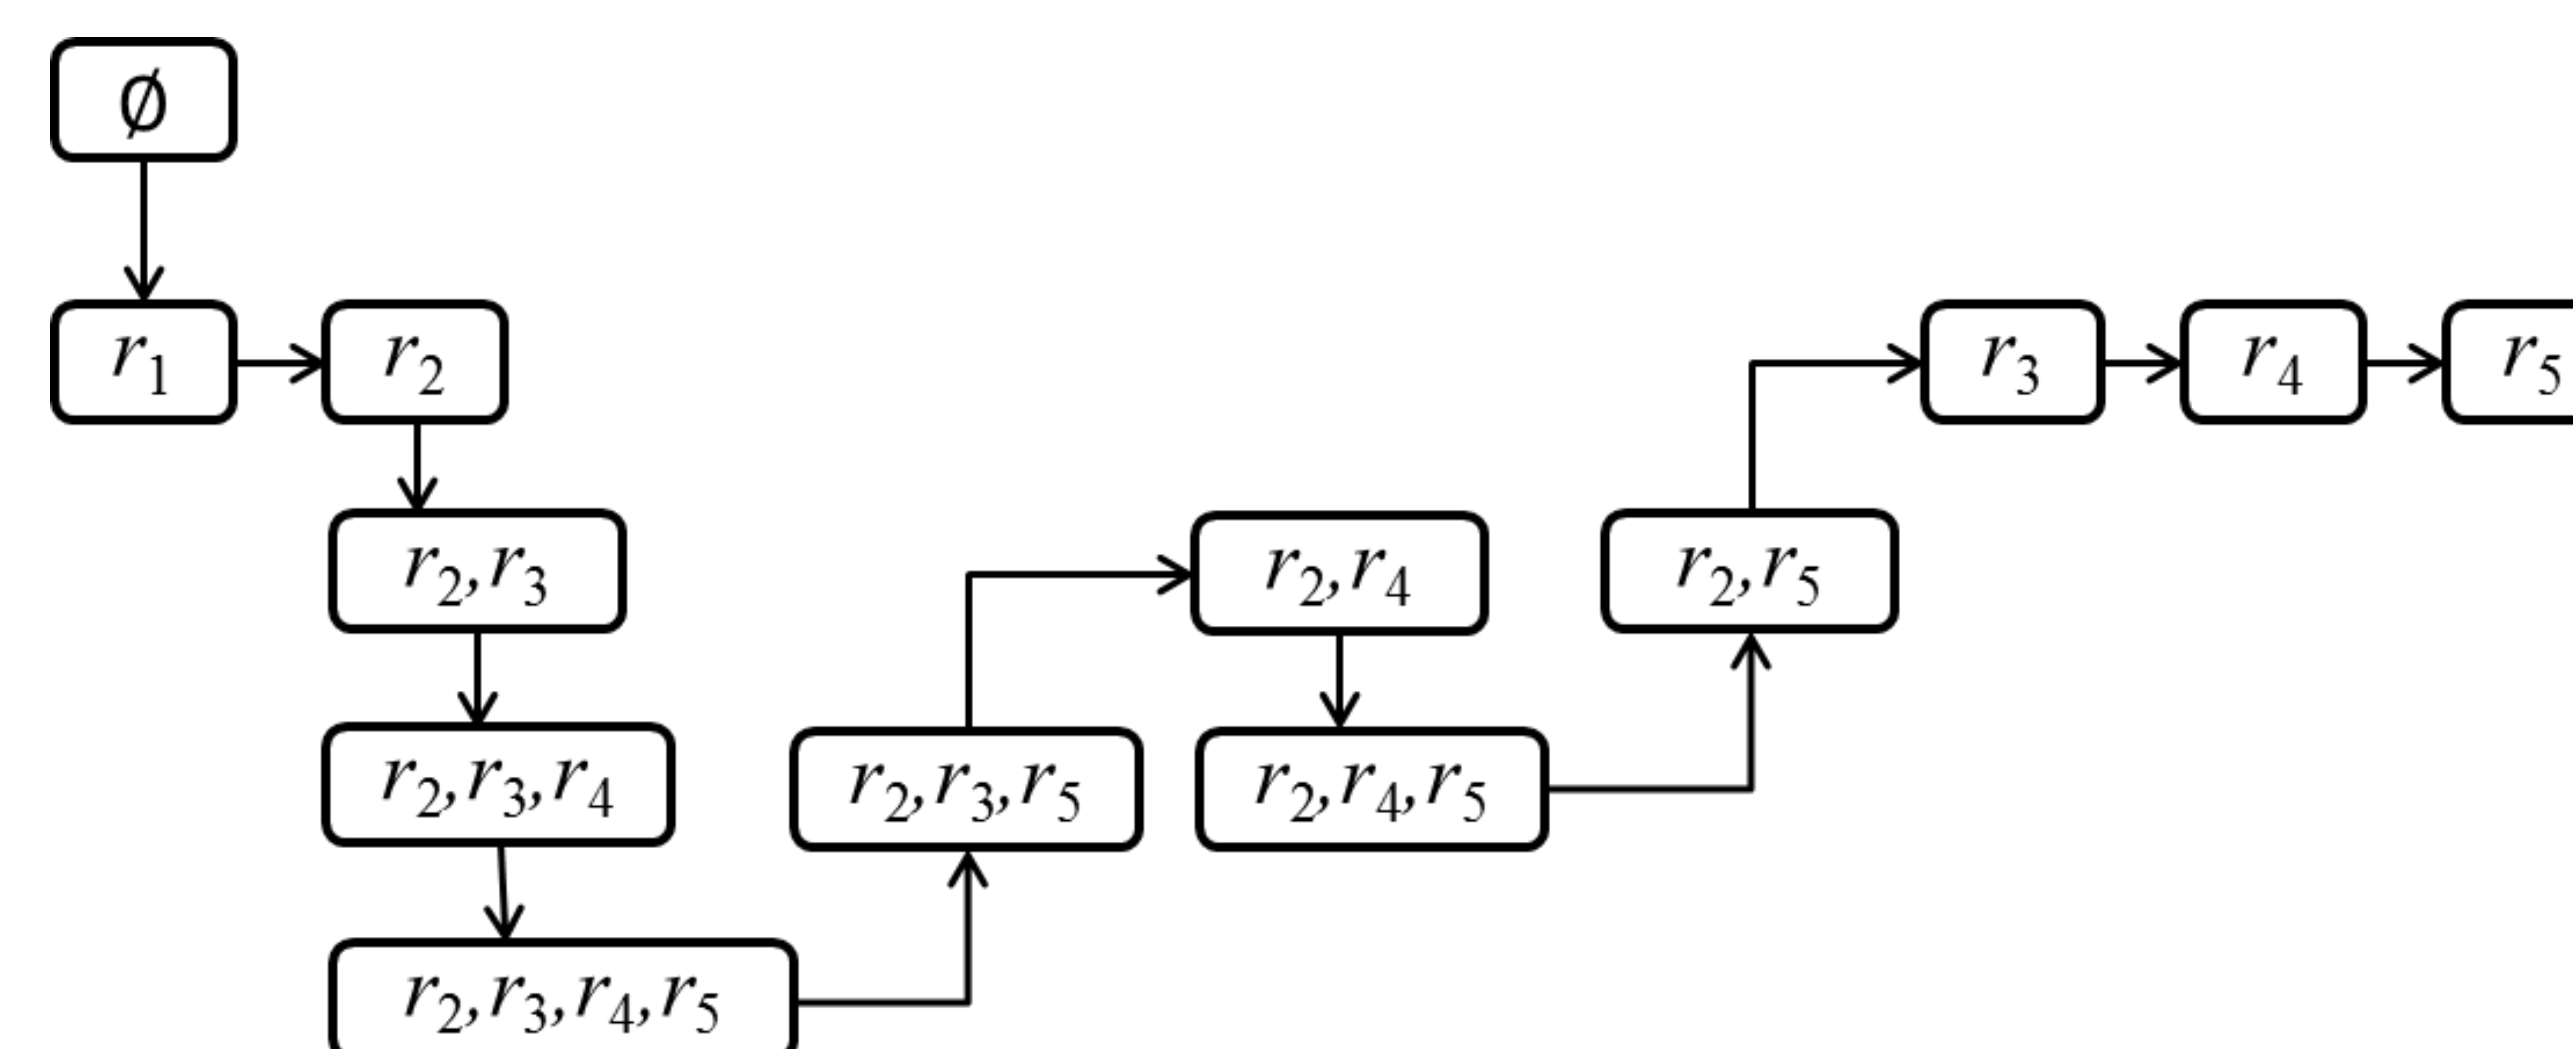 ∅
r₁ r₂ r₃ r₄ r₅
r₂,r₃ r₂,r₄ r₂,r₅
r₂,r₃,r₄ r₂,r₃,r₅ r₂,r₄,r₅
r₂,r₃,r₄,r₅